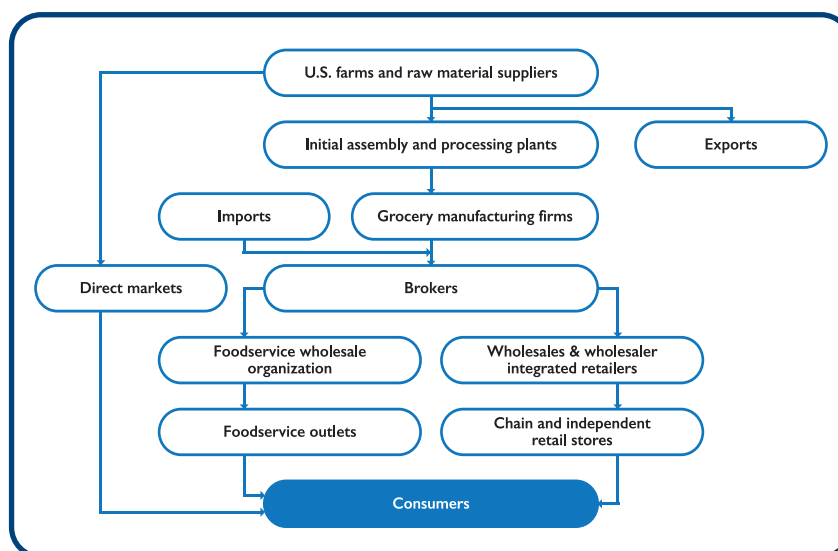 U.S. farms and raw material suppliers
Initial assembly and processing plants
Exports
Imports
Grocery manufacturing firms
Direct markets
Brokers
Foodservice wholesale
organization
Wholesales & wholesaler
integrated retailers
Foodservice outlets
Chain and independent
retail stores
Consumers